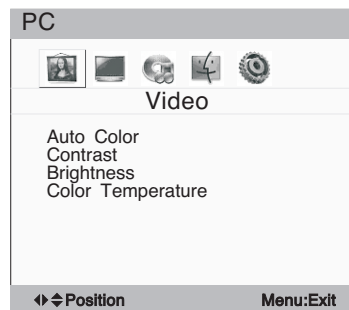 PC
Video
Auto Color
Contrast
Brightness
Color Temperature
Position Menu:Exit